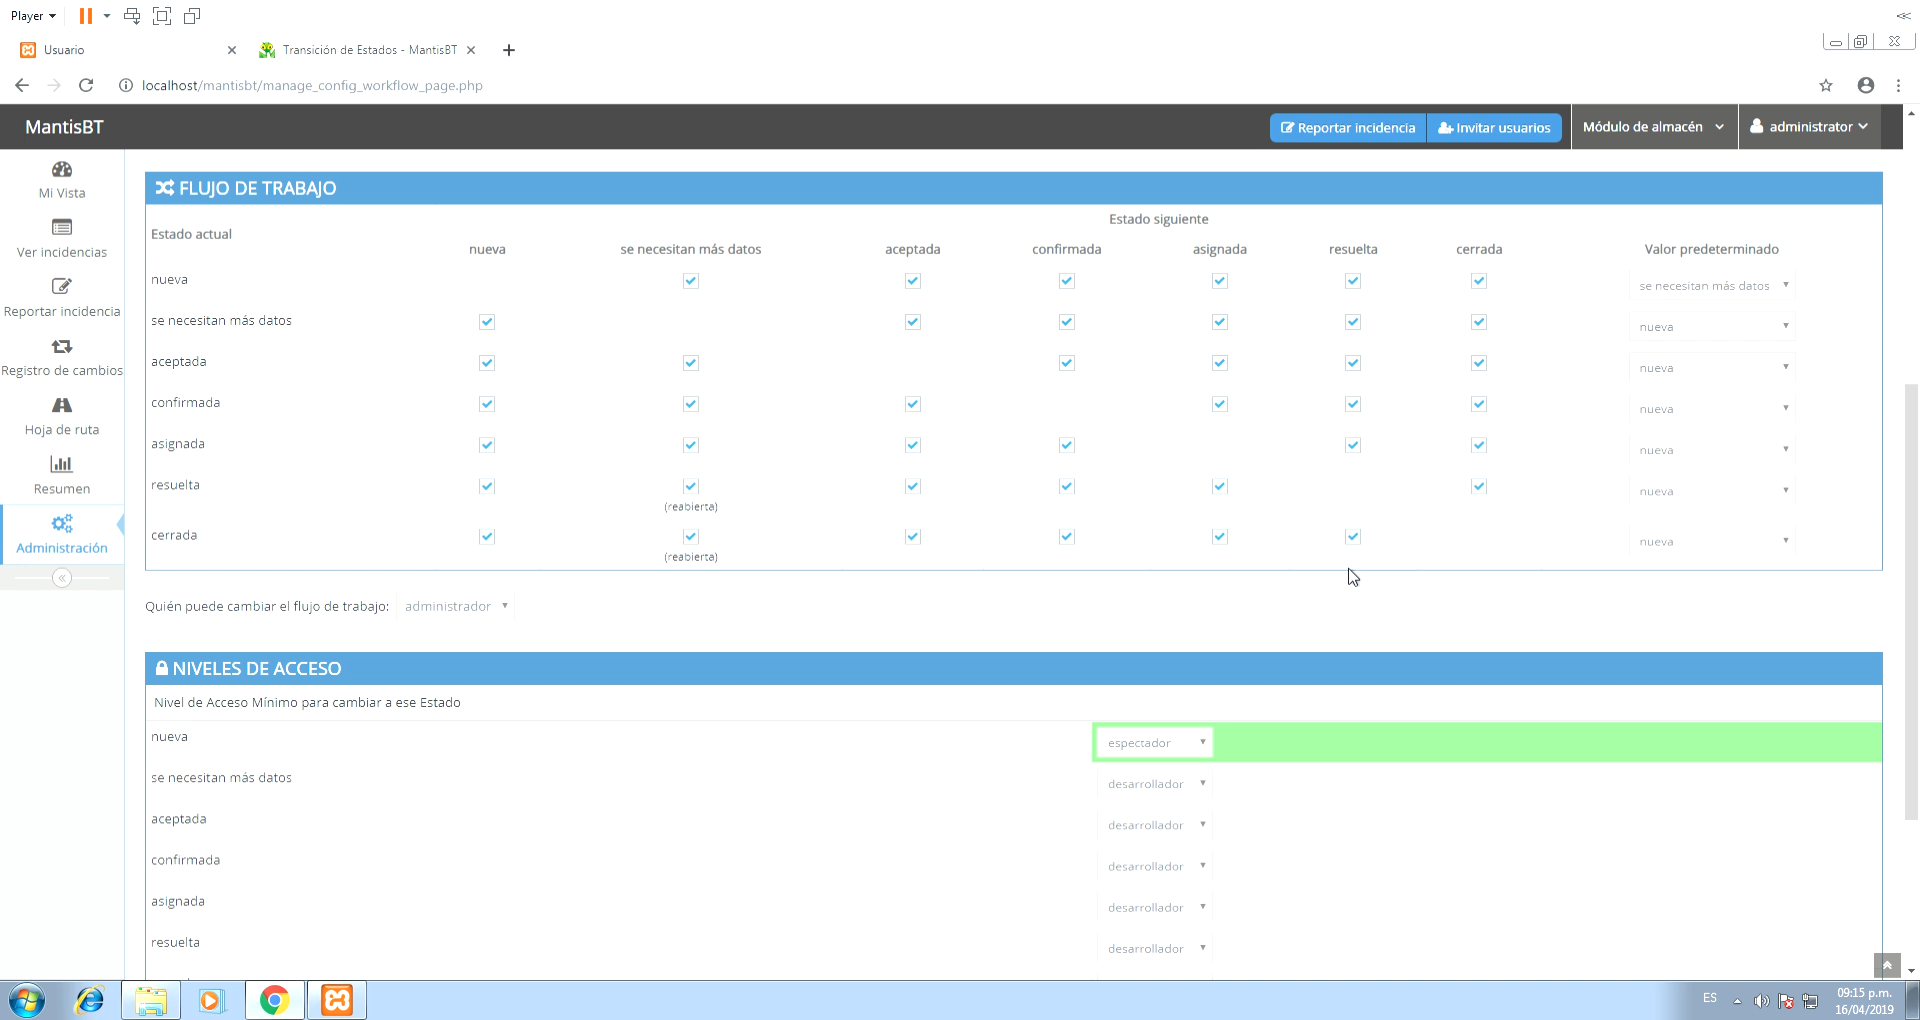 Player
Usuario
Transición de Estados - MantisBT
localhost/mantisbt/manage_config_workflow_page.php
MantisBT
Reportar incidencia
Invitar usuarios
Módulo de almacén
administrator
Mi Vista
Ver incidencias
Reportar incidencia
Registro de cambios
Hoja de ruta
Resumen
Administración
FLUJO DE TRABAJO
Estado siguiente
Estado actual
nueva se necesitan más datos aceptada confirmada asignada resuelta cerrada Valor predeterminado
nueva se necesitan más datos
se necesitan más datos nueva
aceptada nueva
confirmada nueva
asignada nueva
resuelta (reabierta) nueva
cerrada (reabierta) nueva
Quién puede cambiar el flujo de trabajo: administrador
NIVELES DE ACCESO
Nivel de Acceso Mínimo para cambiar a ese Estado
nueva espectador
se necesitan más datos desarrollador
aceptada desarrollador
confirmada desarrollador
asignada desarrollador
resuelta desarrollador
ES
09:15 p.m.
16/04/2019